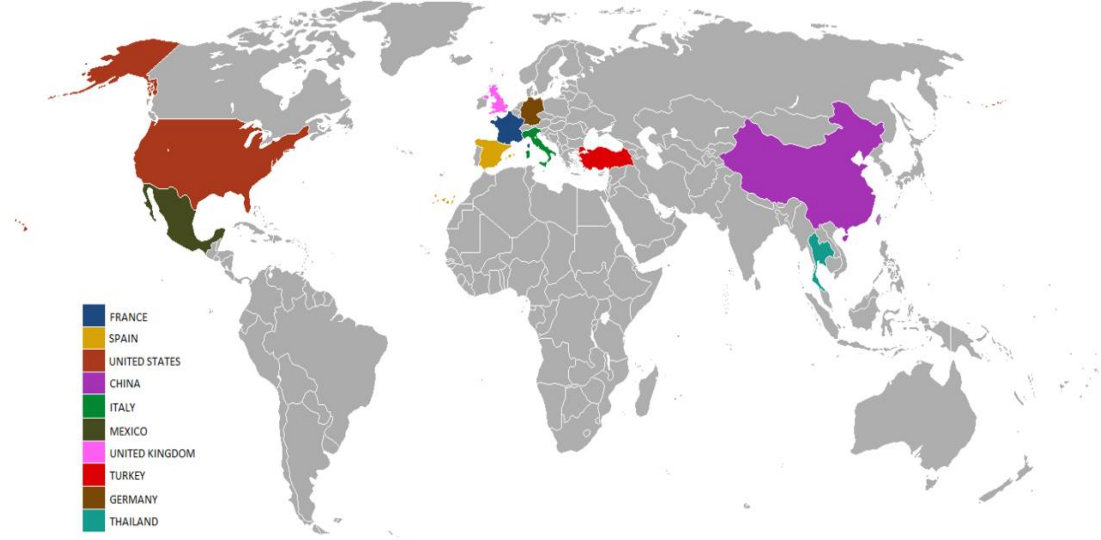 FRANCE
SPAIN
UNITED STATES
CHINA
ITALY
MEXICO
UNITED KINGDOM
TURKEY
GERMANY
THAILAND